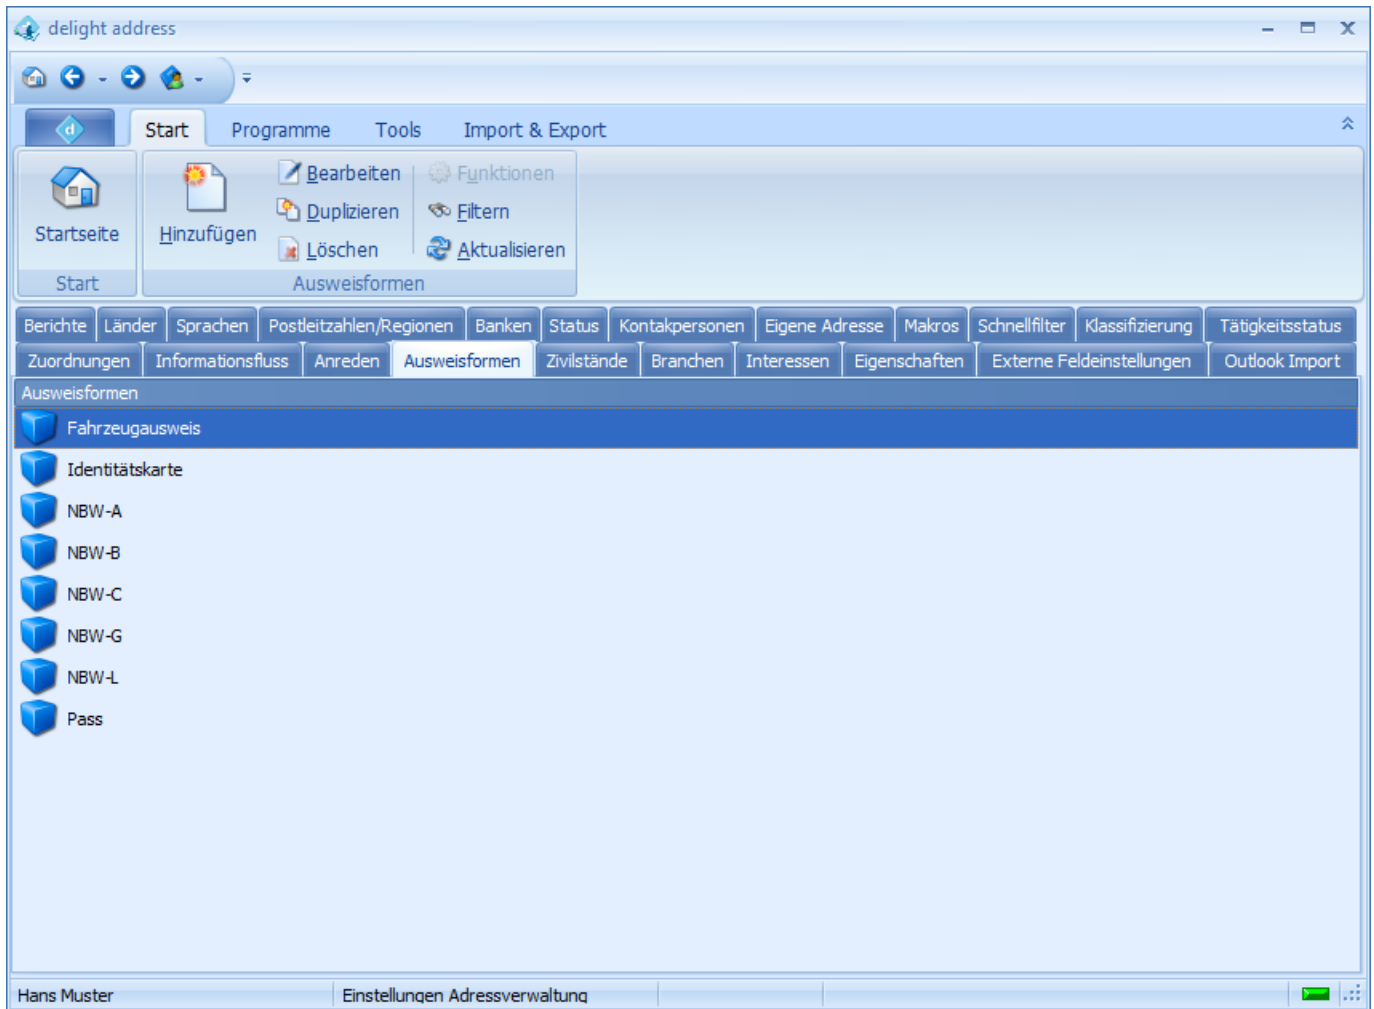 delight address
Start Programme Tools Import & Export
Startseite
Hinzufügen
Bearbeiten
Duplizieren
Löschen
Funktionen
Filtern
Aktualisieren
Start
Ausweisformen
Berichte Länder Sprachen Postleitzahlen/Regionen Banken Status Kontakpersonen Eigene Adresse Makros Schnellfilter Klassifizierung Tätigkeitsstatus
Zuordnungen Informationsfluss Anreden Ausweisformen Zivilstände Branchen Interessen Eigenschaften Externe Feldeinstellungen Outlook Import
Ausweisformen
Fahrzeugausweis
Identitätskarte
NBW-A
NBW-B
NBW-C
NBW-G
NBW-L
Pass
Hans Muster Einstellungen Adressverwaltung